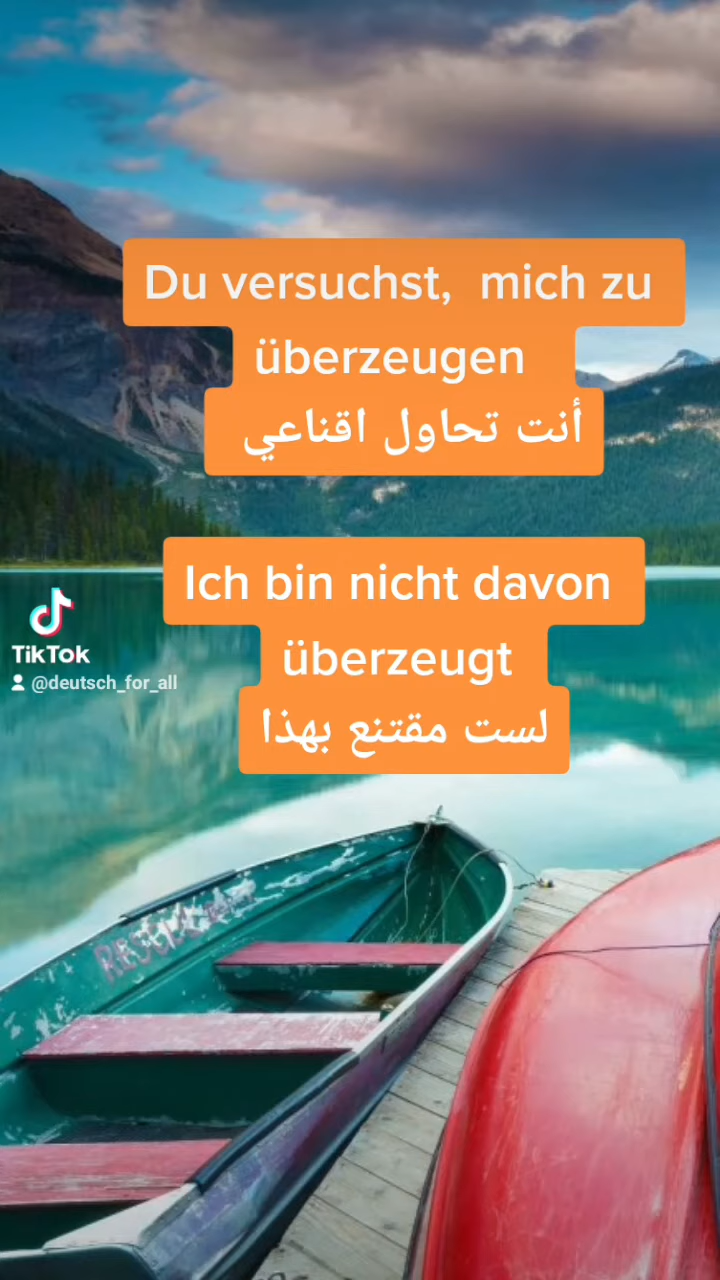 Du versuchst, mich zu
überzeugen
أنت تحاول اقناعي
Ich bin nicht davon
überzeugt
لست مقتنع بهذا
TikTok
@deutsch_for_all